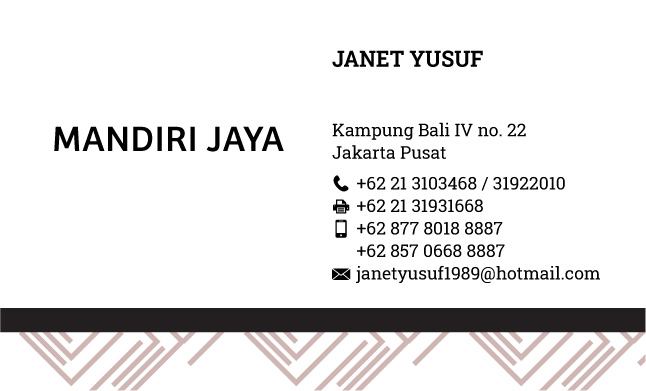 MANDIRI JAYA
JANET YUSUF
Kampung Bali IV no. 22
Jakarta Pusat
+62 21 3103468 / 31922010
+62 21 31931668
+62 877 8018 8887
+62 857 0668 8887
janetyusuf1989@hotmail.com